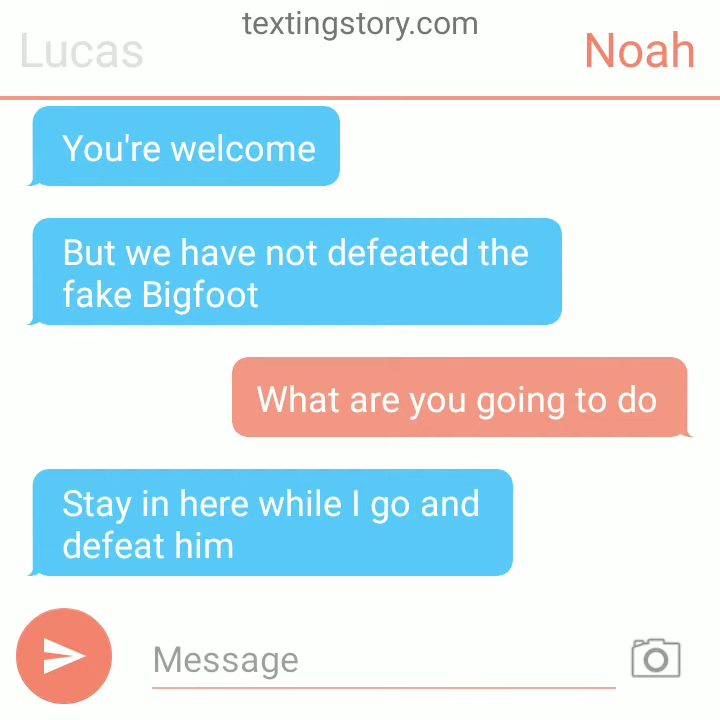 textingstory.com
Lucas
Noah
You're welcome
But we have not defeated the
fake Bigfoot
What are you going to do
Stay in here while I go and
defeat him
Message